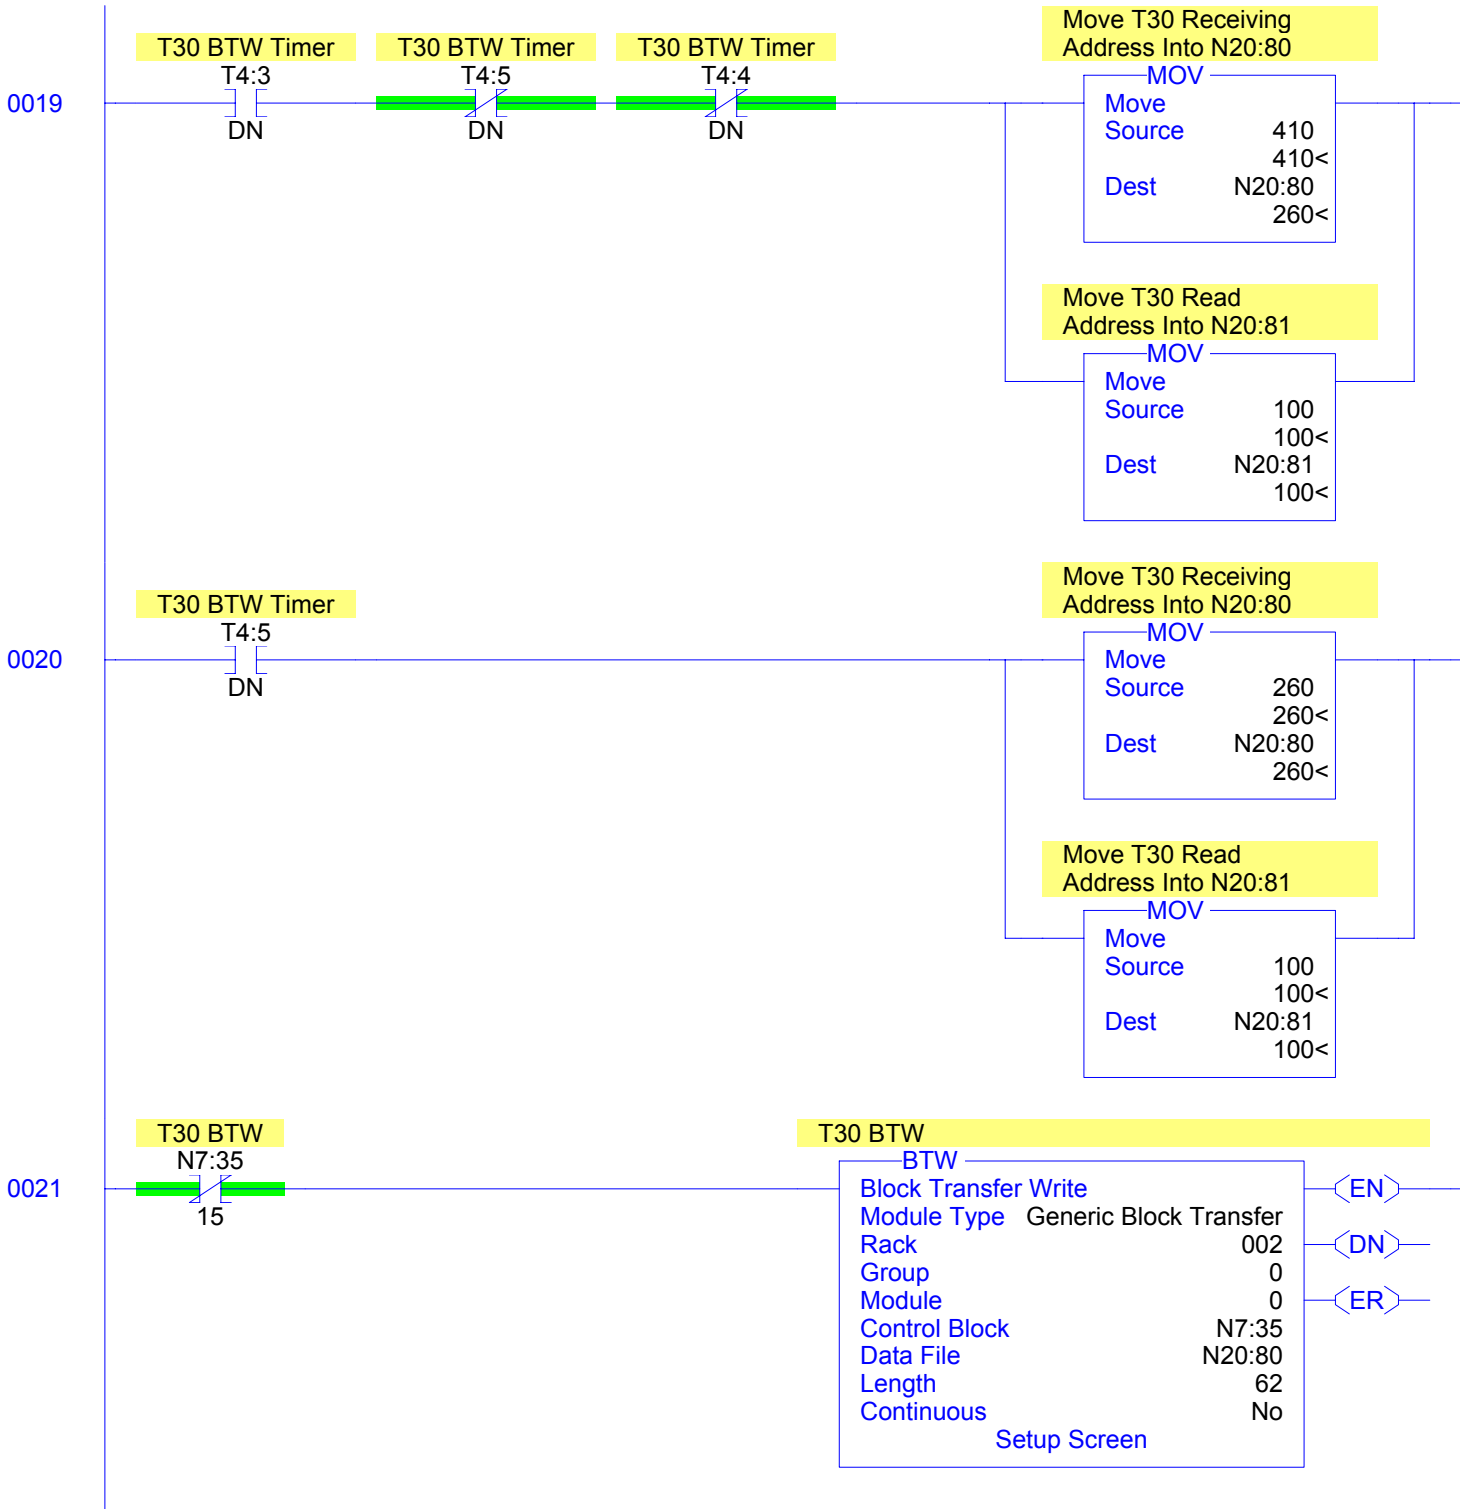 0019
T30 BTW Timer
T4:3
DN
T30 BTW Timer
T4:5
DN
T30 BTW Timer
T4:4
DN
Move T30 Receiving
Address Into N20:80
MOV
Move
Source 410
410<
Dest N20:80
260<
Move T30 Read
Address Into N20:81
MOV
Move
Source 100
100<
Dest N20:81
100<
0020
T30 BTW Timer
T4:5
DN
Move T30 Receiving
Address Into N20:80
MOV
Move
Source 260
260<
Dest N20:80
260<
Move T30 Read
Address Into N20:81
MOV
Move
Source 100
100<
Dest N20:81
100<
0021
T30 BTW
N7:35
15
T30 BTW
BTW
Block Transfer Write
Module Type Generic Block Transfer
Rack 002
Group 0
Module 0
Control Block N7:35
Data File N20:80
Length 62
Continuous No
Setup Screen
EN
DN
ER